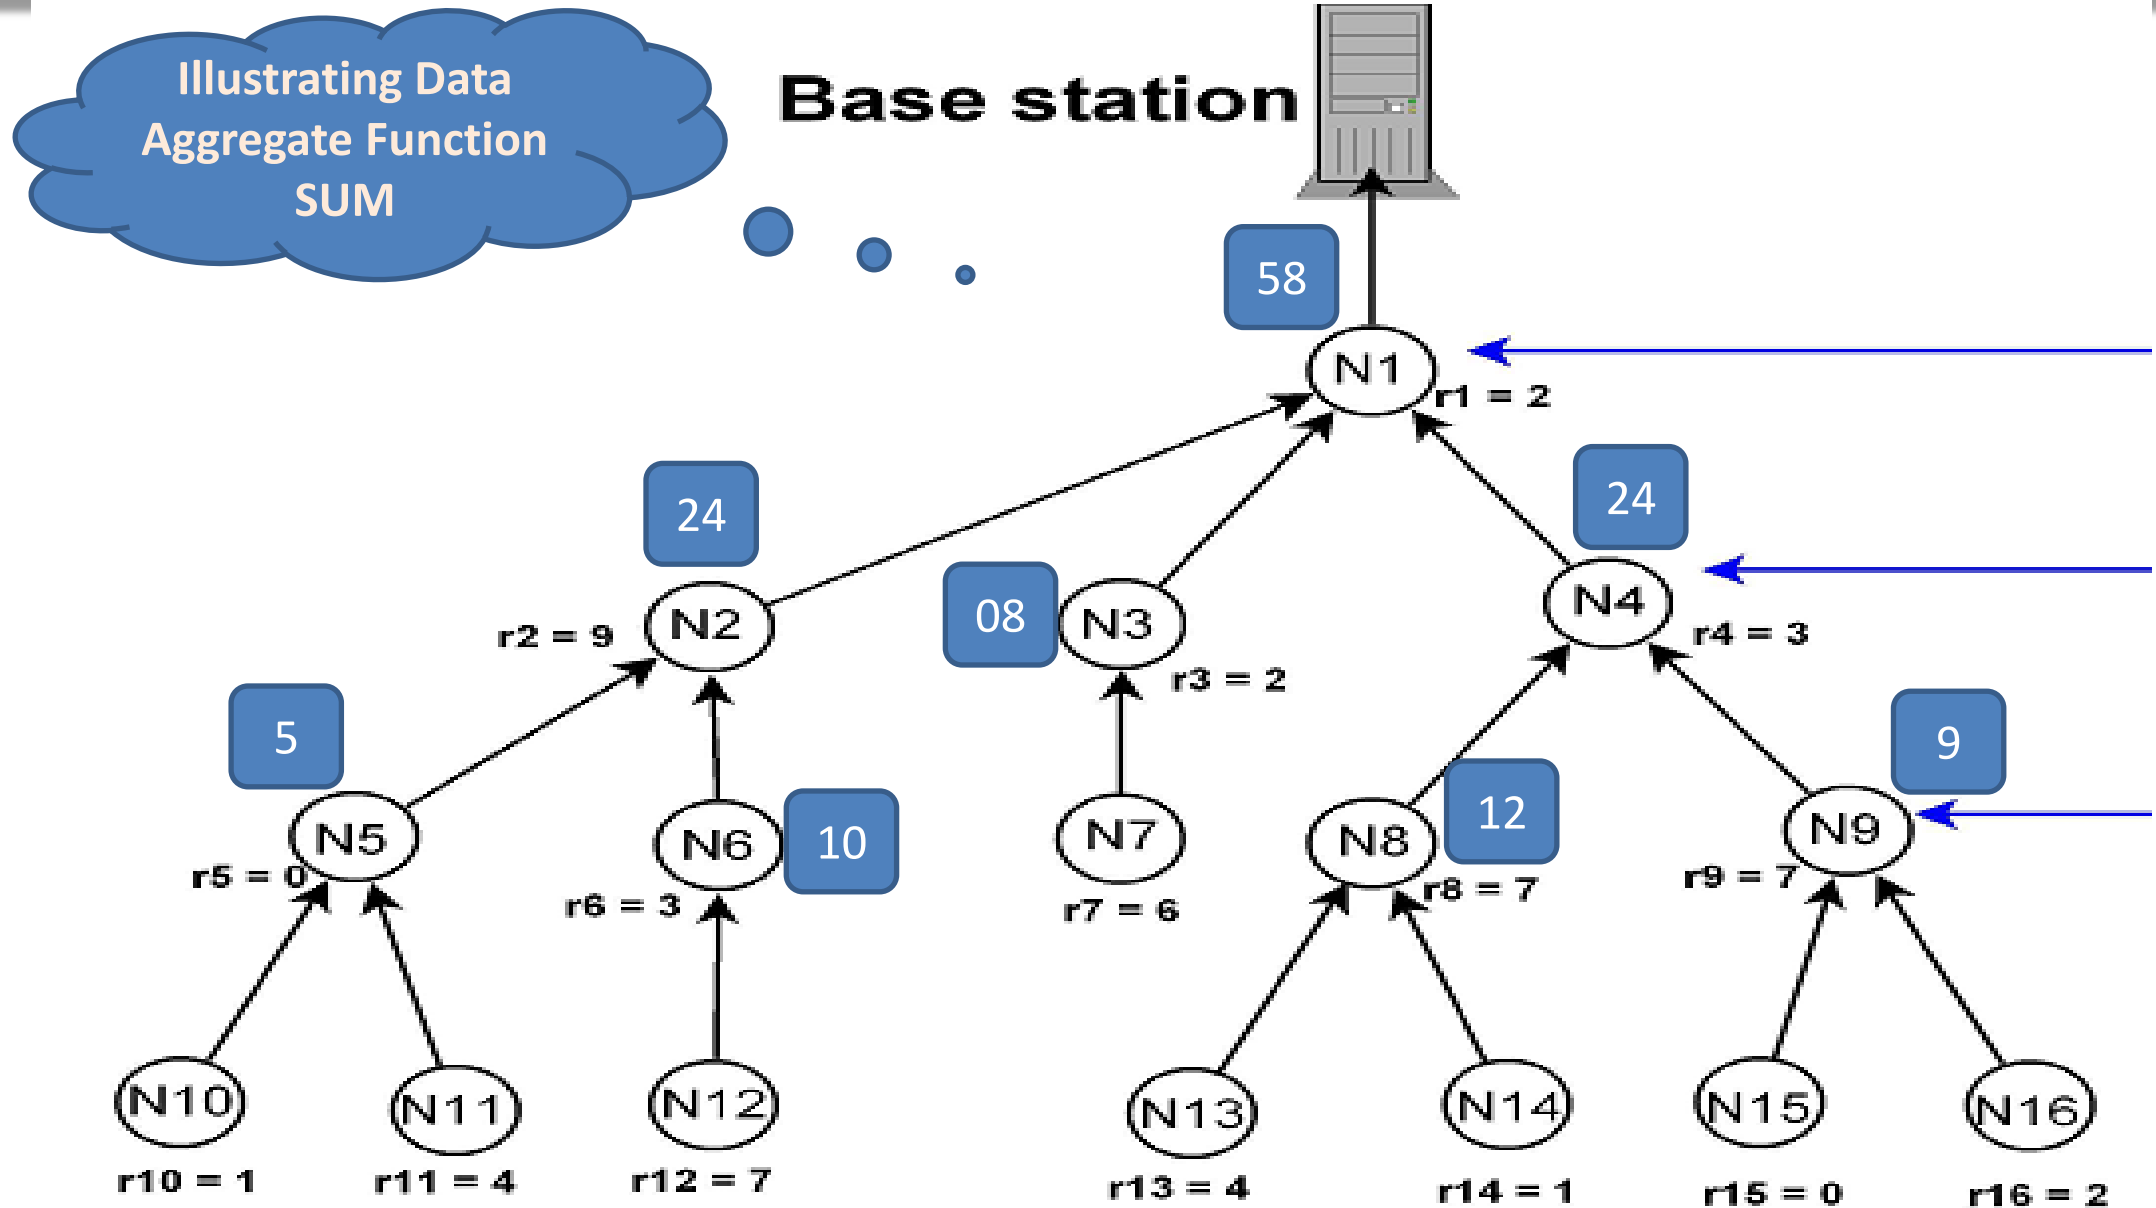 Illustrating Data
Aggregate Function
SUM
Base station
58
N1
r1 = 2
24
24
N2
r2 = 9
08
N3
r3 = 2
N4
r4 = 3
5
N5
r5 = 0
N6
10
r6 = 3
N7
r7 = 6
N8
12
r8 = 7
9
N9
r9 = 7
N10
N11
N12
N13
N14
N15
N16
r10 = 1
r11 = 4
r12 = 7
r13 = 4
r14 = 1
r15 = 0
r16 = 2